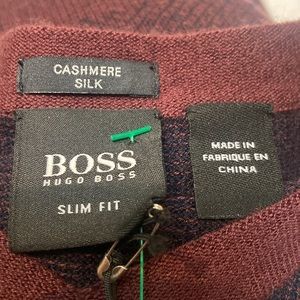 CASHMERE
SILK
BOSS
HUGO BOSS
SLIM FIT
MADE IN
FABRIQUE EN
CHINA